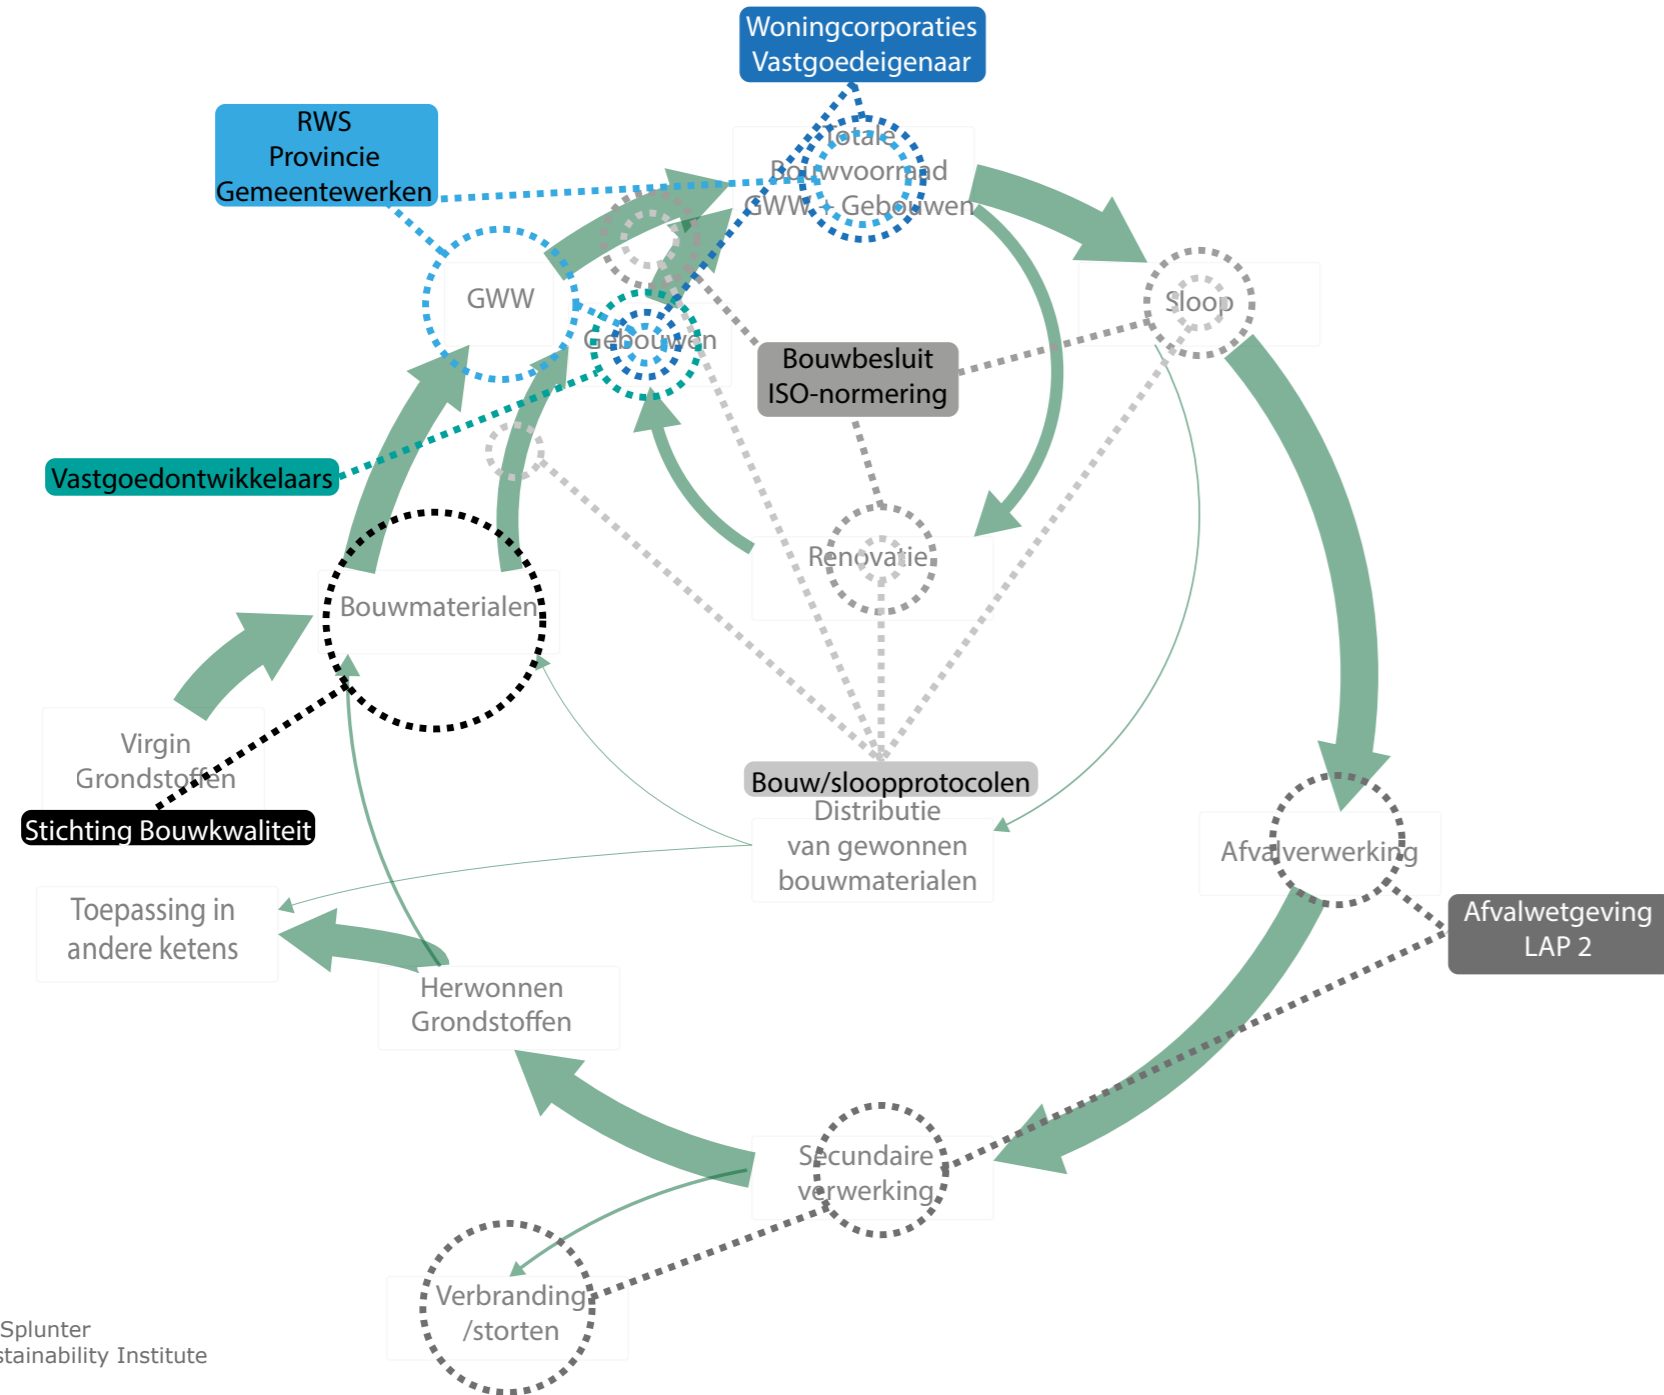 Woningcorporaties
Vastgoedeigenaar
RWS
Provincie
Gemeentewerken
Totale
Bouwvoorraad
GWW + Gebouwen
GWW
Gebouwen
Sloop
Bouwbesluit
ISO-normering
Vastgoedontwikkelaars
Renovatie
Bouwmaterialen
Virgin
Grondstoffen
Stichting Bouwkwaliteit
Bouw/sloopprotocolen
Distributie
van gewonnen
bouwmaterialen
Afvalverwerking
Toepassing in
andere ketens
Afvalwetgeving
LAP 2
Herwonnen
Grondstoffen
Secundaire
verwerking
Verbranding
/storten
Splunter
stainability Institute